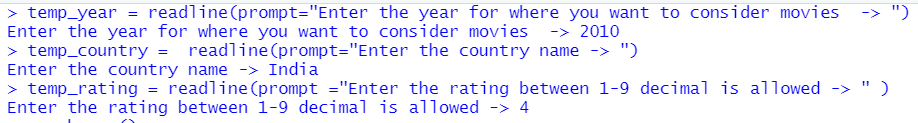 > temp_year = readline(prompt="Enter the year for where you want to consider movies  -> ")
Enter the year for where you want to consider movies  -> 2010
> temp_country =  readline(prompt="Enter the country name -> ")
Enter the country name -> India
> temp_rating = readline(prompt ="Enter the rating between 1-9 decimal is allowed -> " )
Enter the rating between 1-9 decimal is allowed -> 4